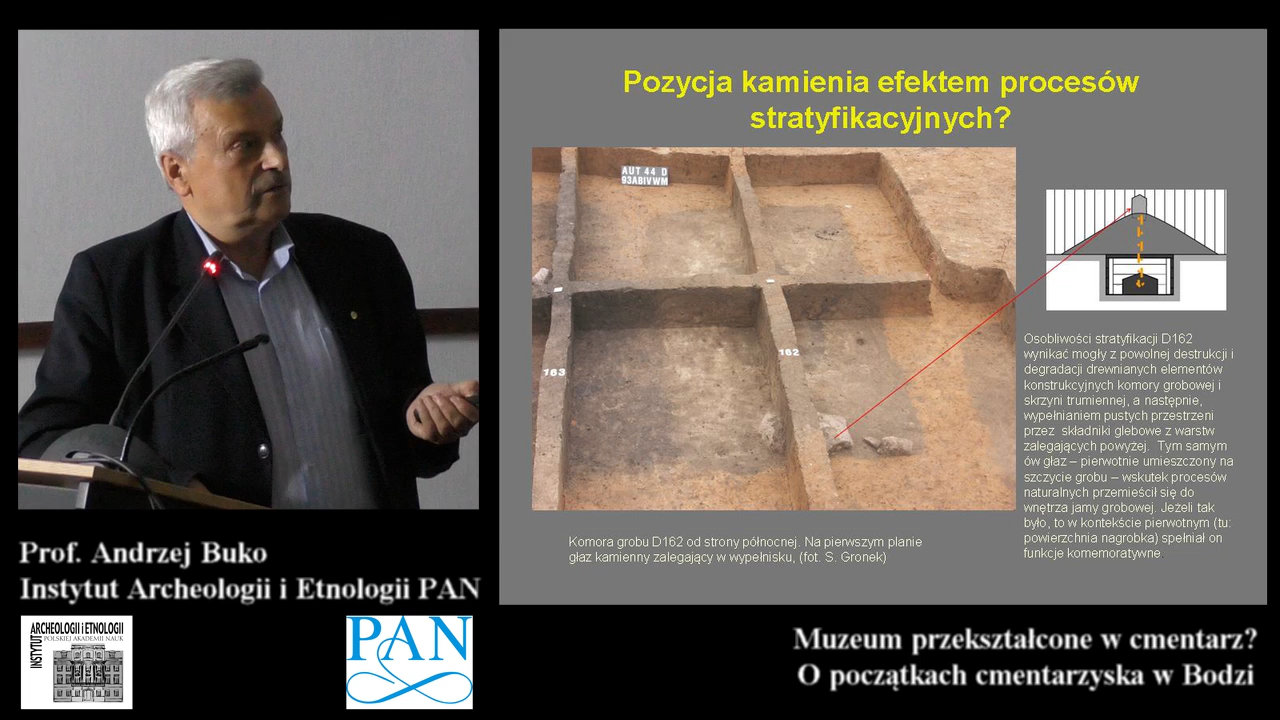 Pozycja kamienia efektem procesów
stratyfikacyjnych?
AUT 44 D
93ABIVWM
163
162
Osobliwości stratyfikacji D162
wynikać mogły z powolnej destrukcji i
degradacji drewnianych elementów
konstrukcyjnych komory grobowej i
skrzyni trumiennej, a następnie,
wypełnianiem pustych przestrzeni
przez składniki glebowe z warstw
zalegających powyżej. Tym samym
ów głaz – pierwotnie umieszczony na
szczycie grobu – wskutek procesów
naturalnych przemieścił się do
wnętrza jamy grobowej. Jeżeli tak
było, to w kontekście pierwotnym (tu:
powierzchnia nagrobka) spełniał on
funkcje komemoratywne.
Komora grobu D162 od strony północnej. Na pierwszym planie
głaz kamienny zalegający w wypełnisku, (fot. S. Gronek)
Prof. Andrzej Buko
Instytut Archeologii i Etnologii PAN
INSTYTUT
ARCHEOLOGII i ETNOLOGII
POLSKIEJ AKADEMII NAUK
PAN
Muzeum przekształcone w cmentarz?
O początkach cmentarzyska w Bodzi